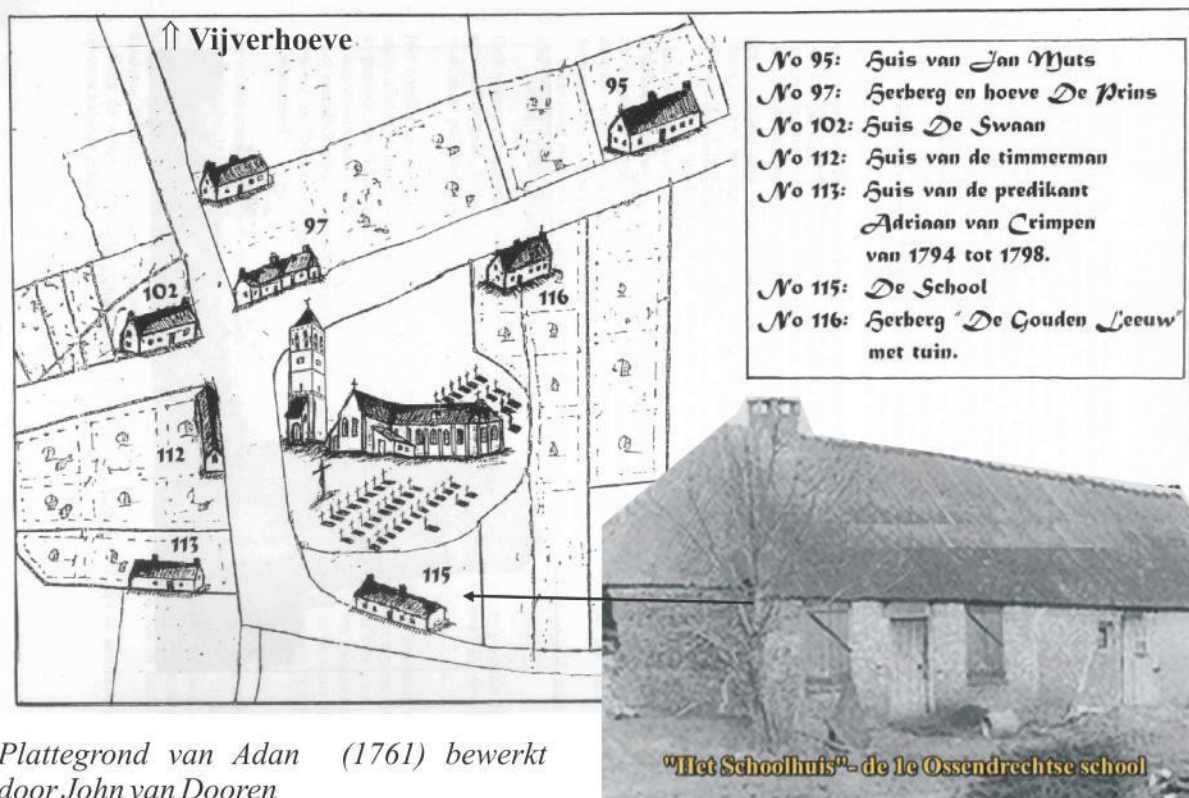 ⇑ Vijverhoeve
95
97
102
116
112
113
115
No 95: Huis van Jan Muts
No 97: Herberg en hoeve De Prins
No 102: Huis De Swaan
No 112: Huis van de timmerman
No 113: Huis van de predikant
Adriaan van Crimpen
van 1794 tot 1798.
No 115: De School
No 116: Herberg "De Gouden Leeuw"
met tuin.
"Het Schoolhuis"- de 1e Ossendrechtse school
Plattegrond van Adan (1761) bewerkt
door John van Dooren